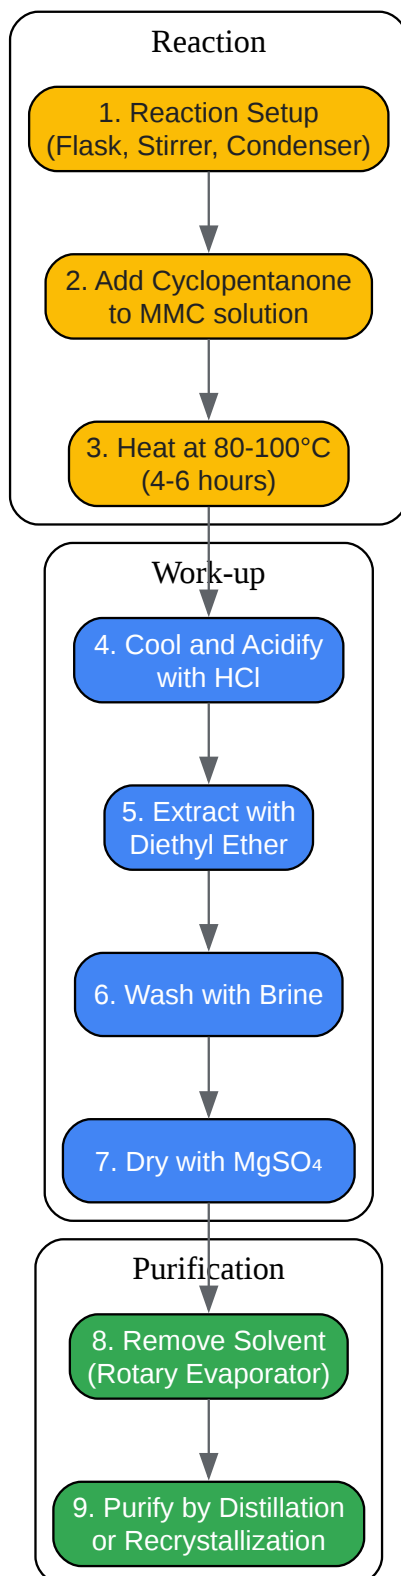 Reaction
1. Reaction Setup
(Flask, Stirrer, Condenser)
2. Add Cyclopentanone
to MMC solution
3. Heat at 80-100°C
(4-6 hours)
Work-up
4. Cool and Acidify
with HCl
5. Extract with
Diethyl Ether
6. Wash with Brine
7. Dry with MgSO₄
Purification
8. Remove Solvent
(Rotary Evaporator)
9. Purify by Distillation
or Recrystallization